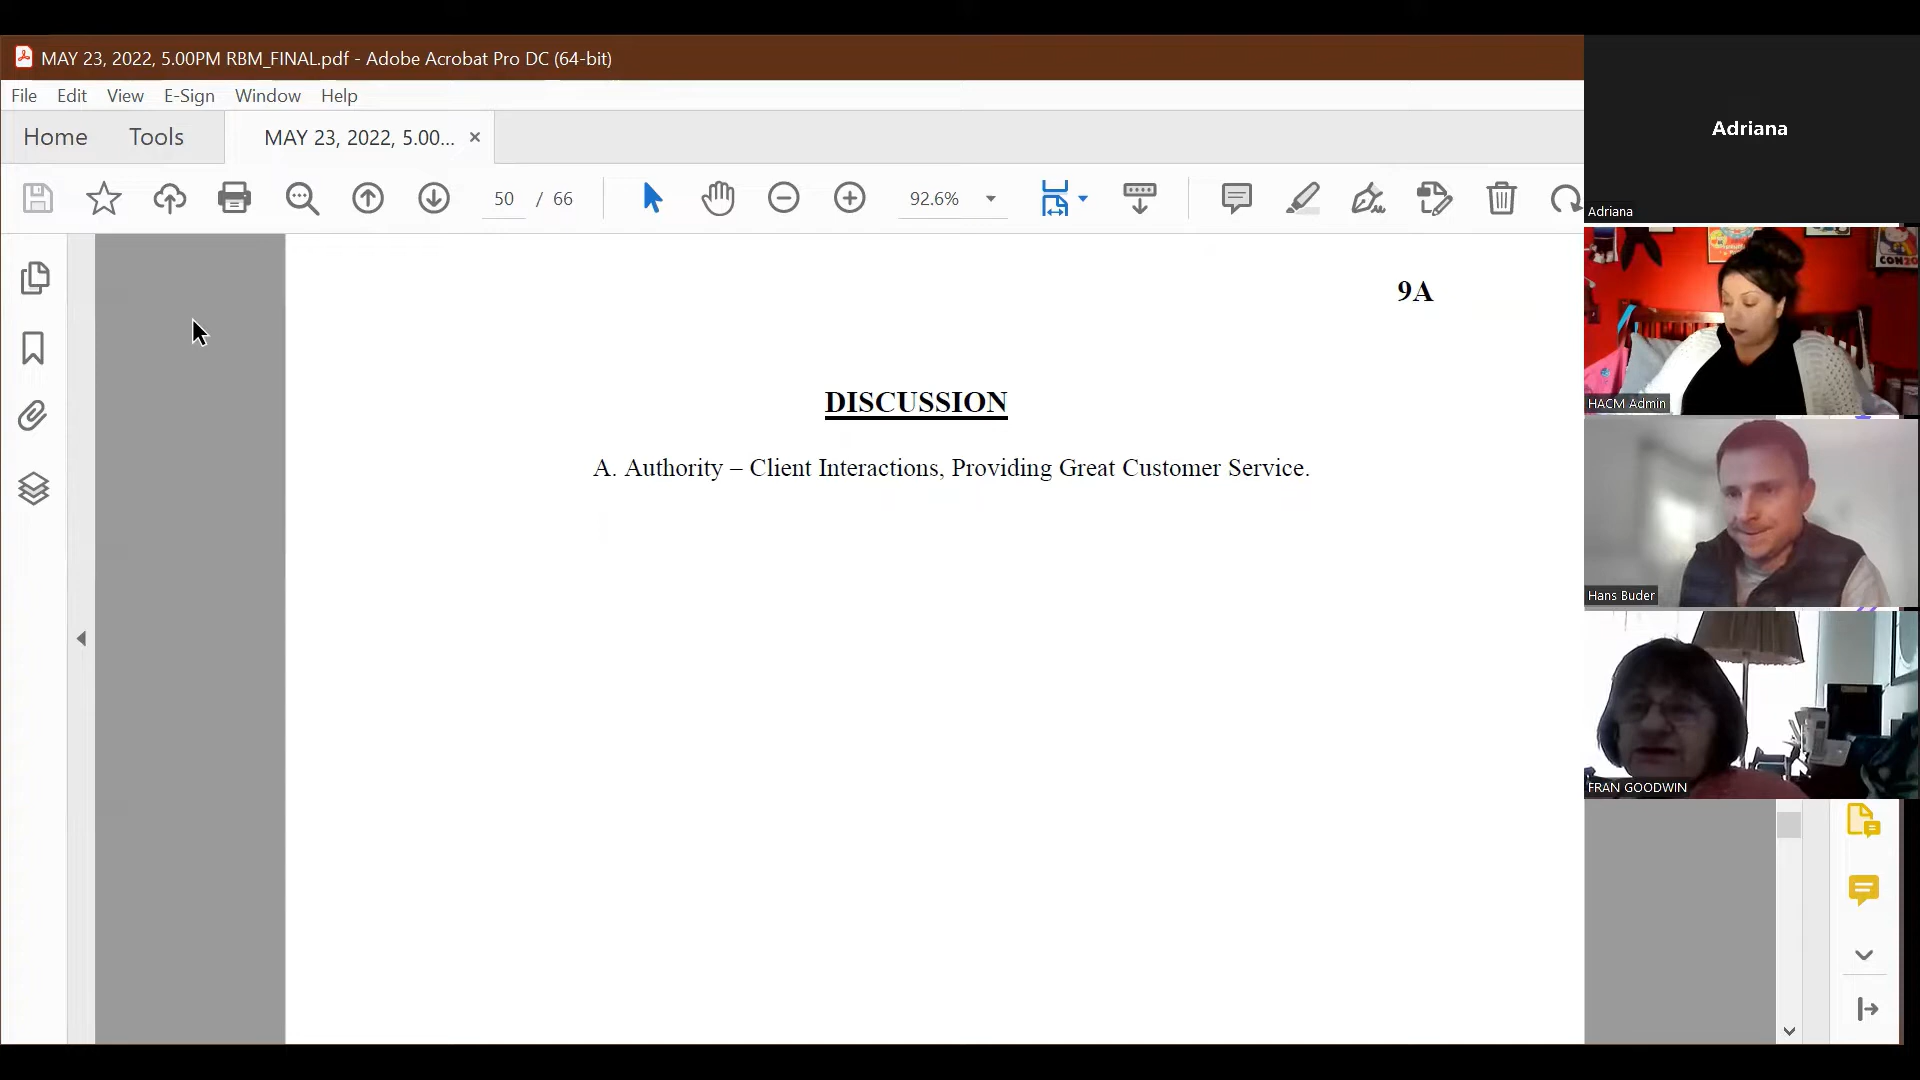 MAY 23, 2022, 5.00PM RBM_FINAL.pdf - Adobe Acrobat Pro DC (64-bit)
File Edit View E-Sign Window Help
Home Tools MAY 23, 2022, 5.00... ×
50 / 66 92.6%
9A
DISCUSSION
A. Authority – Client Interactions, Providing Great Customer Service.
Adriana
Adriana
CON20
HACM Admin
Hans Buder
FRAN GOODWIN